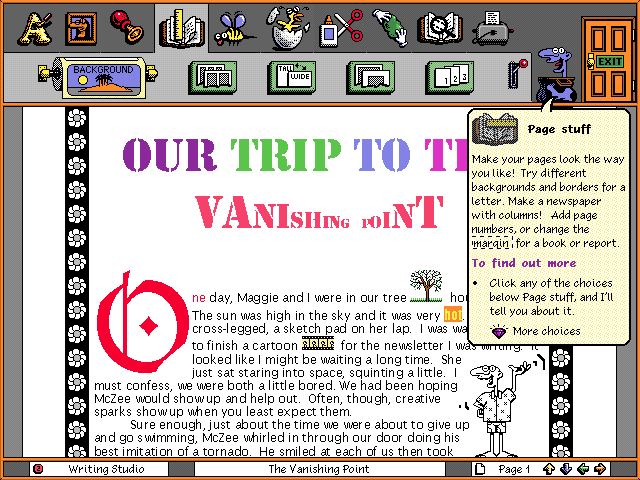 A
EXIT
BACKGROUND
TALL
WIDE
1 2 3
Page stuff
Make your pages look the way
you like! Try different
backgrounds and borders for a
letter. Make a newspaper
with columns! Add page
numbers, or change the
margin for a book or report.
To find out more
• Click any of the choices
below Page stuff, and I'll
tell you about it.
More choices
OUR TRIP TO
VANISHING POINT
One day, Maggie and I were in our tree
The sun was high in the sky and it was very hot.
cross-legged, a sketch pad on her lap. I was
to finish a cartoon for the newsletter I was writing. It
looked like I might be waiting a long time. She
just sat staring into space, squinting a little. I
must confess, we were both a little bored. We had been hoping
McZee would show up and help out. Often, though, creative
sparks show up when you least expect them.
Sure enough, just about the time we were about to give up
and go swimming, McZee whirled in through our door doing his
best imitation of a tornado. He smiled at each of us then took
Writing Studio
The Vanishing Point
Page 1